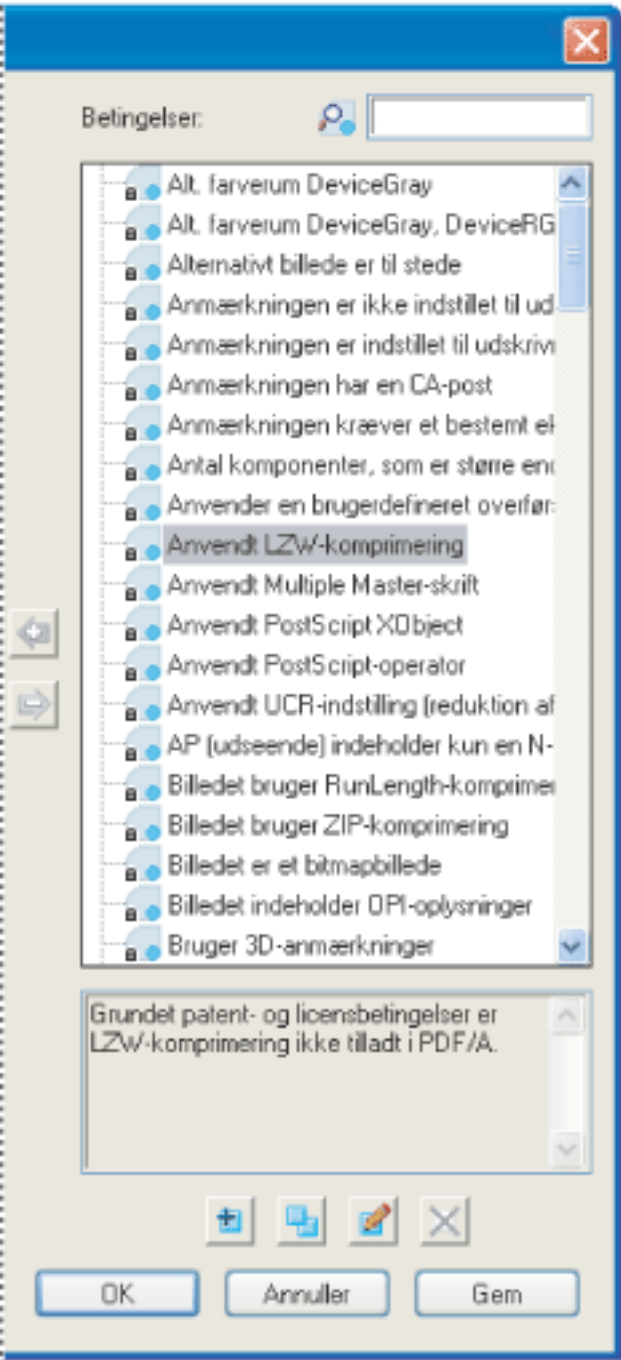 Betingelser:
Alt. farverum DeviceGray
Alt. farverum DeviceGray, DeviceRG
Alternativt billede er til stede
Anmærkningen er ikke indstillet til ud
Anmærkningen er indstillet til udskriv
Anmærkningen har en CA-post
Anmærkningen kræver et bestemt
Antal komponenter, som er større
Anvender en brugerdefineret overfør
Anvendt LZW-komprimering
Anvendt Multiple Master-skrift
Anvendt PostScript XObject
Anvendt PostScript-operator
Anvendt UCR-indstilling (reduktion af
AP (udseende) indeholder kun en N-
Billedet bruger RunLength-komprime
Billedet bruger ZIP-komprimering
Billedet er et bitmapbillede
Billedet indeholder OPI-oplysninger
Bruger 3D-anmærkninger
Grundet patent- og licensbetingelser er
LZW-komprimering ikke tilladt i PDF/A.
OK Annuller Gem